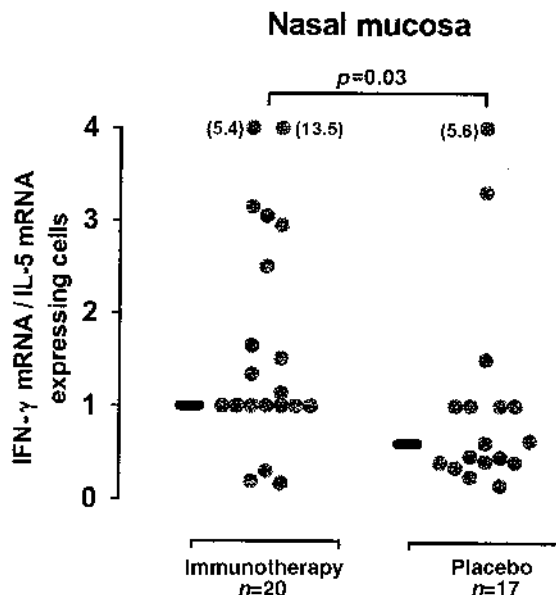 Nasal mucosa
p=0.03
4 (5.4) (13.5) (5.6)
3
2
1
0
IFN-γ mRNA / IL-5 mRNA
expressing cells
Immunotherapy Placebo
n=20 n=17